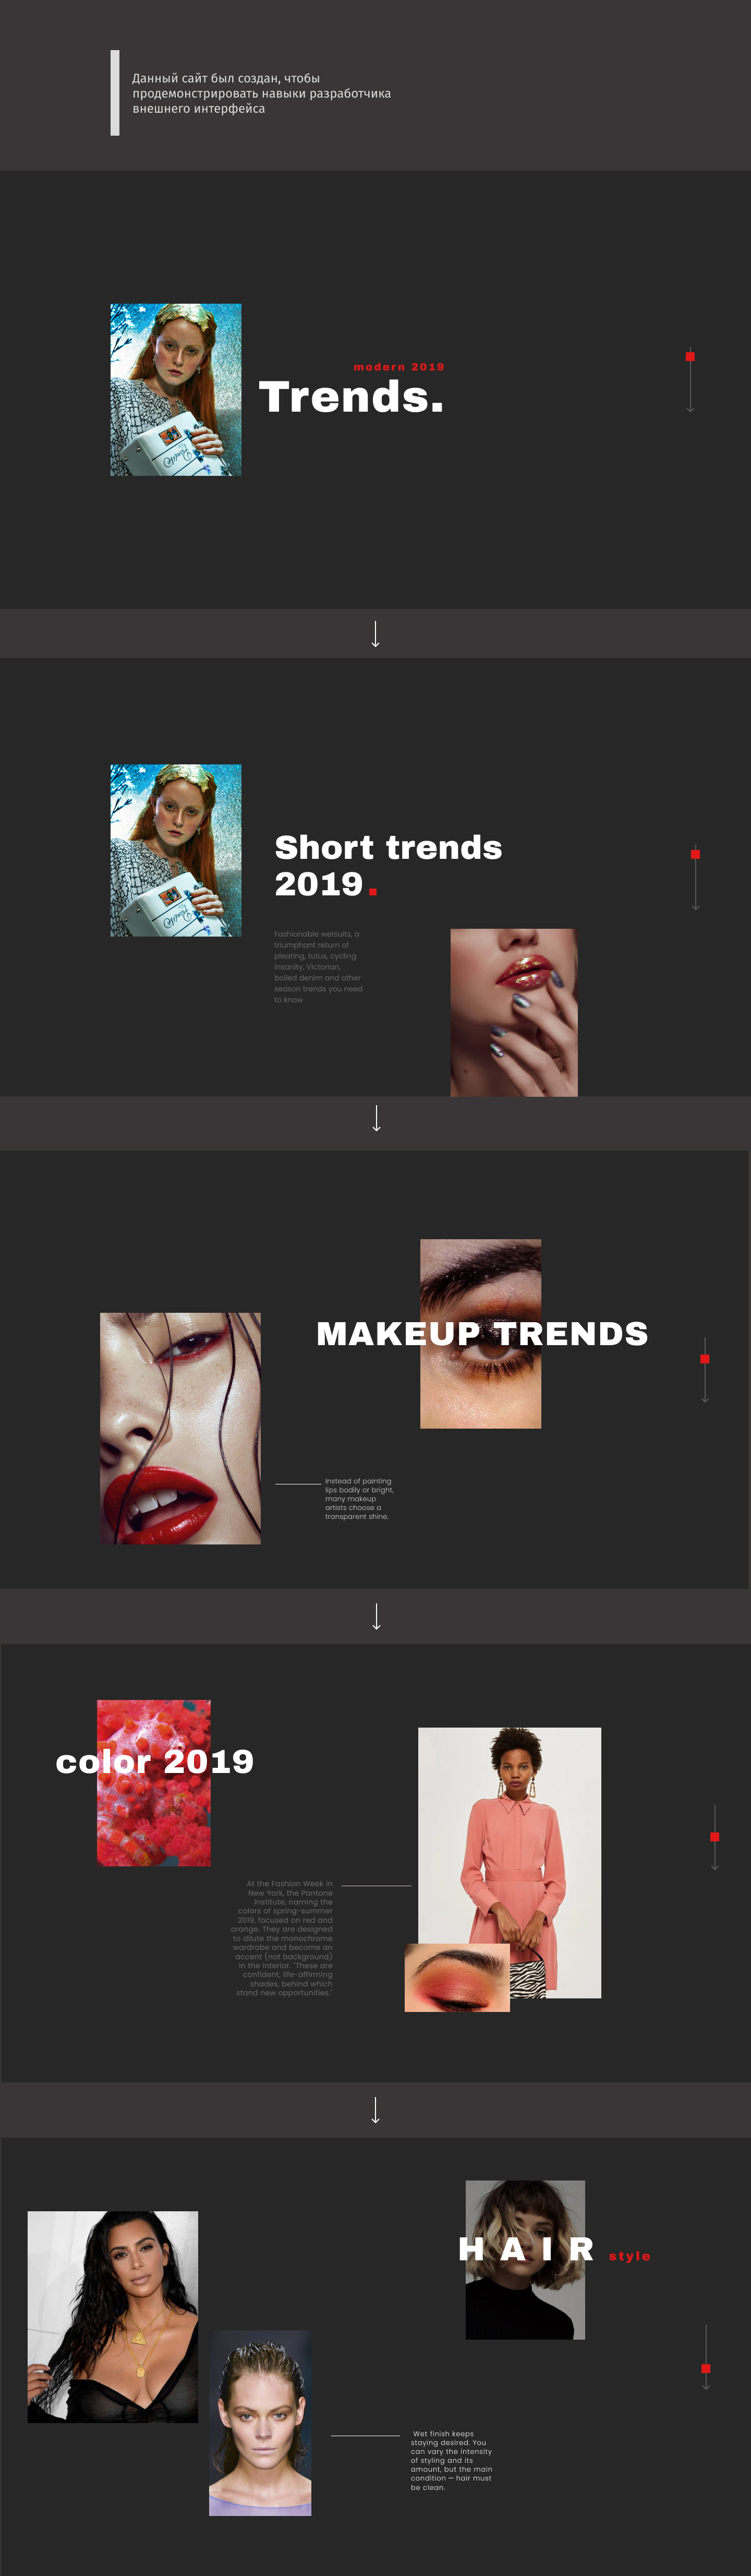 Данный сайт был создан, чтобы
продемонстрировать навыки разработчика
внешнего интерфейса
modern 2019
Trends.
Short trends
2019.
Fashionable wetsuits, a
triumphant return of
pleating, tutus, cycling
insanity, Victorian,
boiled denim and other
season trends you need
to know
MAKEUP TRENDS
Instead of painting
lips bodily or bright,
many makeup
artists choose a
transparent shine.
color 2019
At the Fashion Week in
New York, the Pantone
Institute, naming the
colors of spring-summer
2019, focused on red and
orange. They are designed
to dilute the monochrome
wardrobe and become an
accent (not background)
in the interior. "These are
confident, life-affirming
shades, behind which
stand new opportunities."
HAIR style
Wet finish keeps
staying desired. You
can vary the intensity
of styling and its
amount, but the main
condition — hair must
be clean.